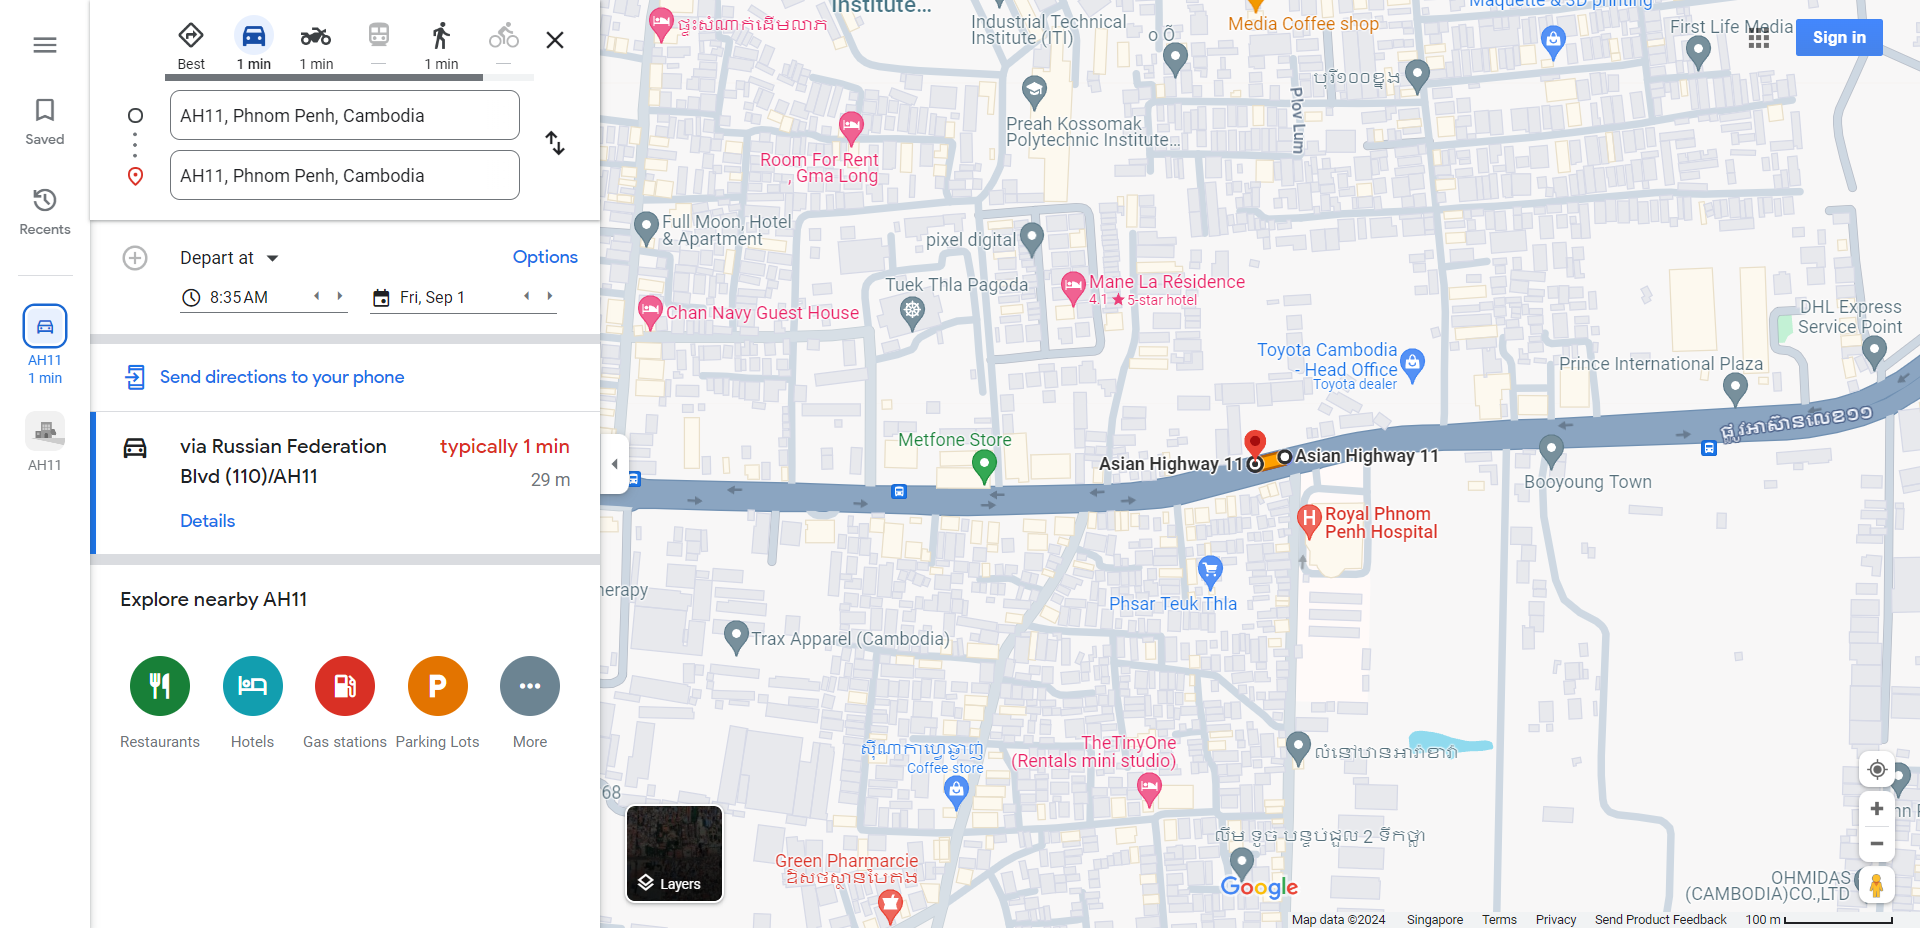 Best
1 min
1 min
—
1 min
—
AH11, Phnom Penh, Cambodia
AH11, Phnom Penh, Cambodia
Saved
Recents
AH11
1 min
AH11
Depart at
Options
8:35 AM
Fri, Sep 1
Send directions to your phone
via Russian Federation
Blvd (110)/AH11
typically 1 min
29 m
Details
Explore nearby AH11
Restaurants
Hotels
Gas stations
Parking Lots
More
Sign in
ផ្ទះសំណាក់ដើមលាភ
Institute...
Industrial Technical
Institute (ITI)
Media Coffee shop
Maquette & 3D printing
First Life Media
បុរី១០០ខ្នង
Plov Lum
Preah Kossomak
Polytechnic Institute...
Room For Rent
, Gma Long
Full Moon, Hotel
& Apartment
pixel digital
Tuek Thla Pagoda
Mane La Résidence
4.1 ★ 5-star hotel
Chan Navy Guest House
DHL Express
Service Point
Toyota Cambodia
- Head Office
Toyota dealer
Prince International Plaza
ផ្លូវអាស៊ានលេខ១១
Metfone Store
Asian Highway 11
Asian Highway 11
Booyoung Town
H
Royal Phnom
Penh Hospital
Phsar Teuk Thla
herapy
Trax Apparel (Cambodia)
ស៊ីណាកាហ្វេឆ្ងាញ់
Coffee store
TheTinyOne
(Rentals mini studio)
លំនៅឋានអារ៉ាខាវ៉ា
68
លឹម ទូច បន្ទប់ជួល 2 ទឹកថ្លា
Green Pharmarcie
ឱសថស្ថានបៃតង
OHMIDAS
(CAMBODIA)CO.,LTD
Layers
Google
Map data ©2024
Singapore
Terms
Privacy
Send Product Feedback
100 m